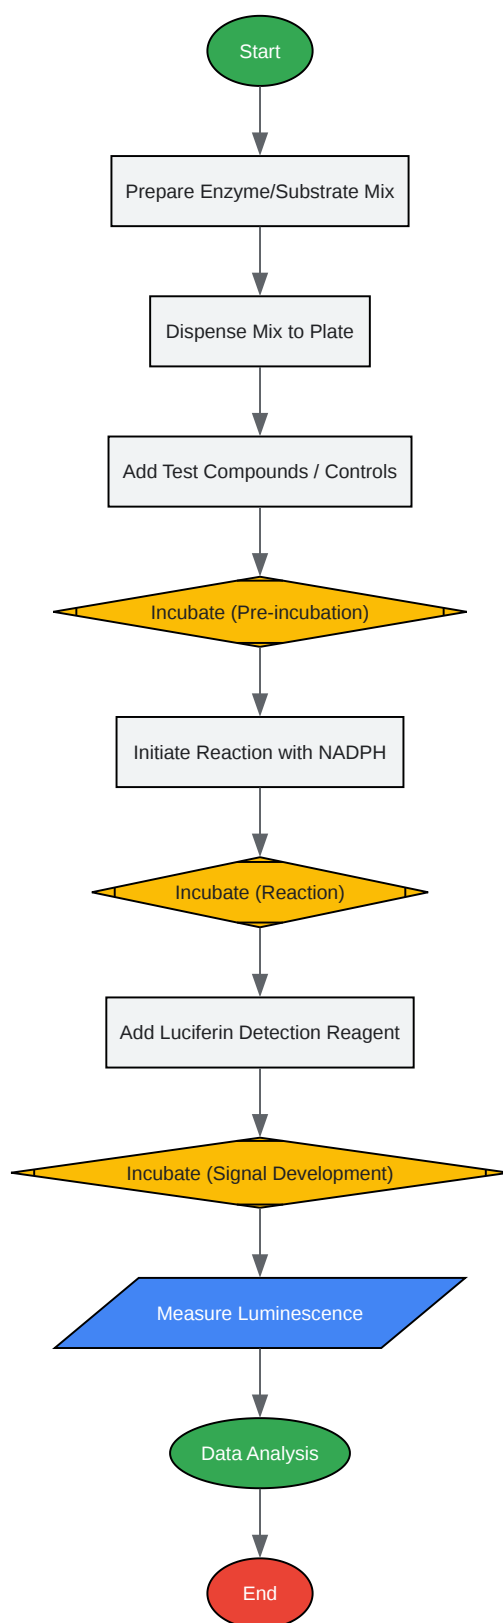 Start
Prepare Enzyme/Substrate Mix
Dispense Mix to Plate
Add Test Compounds / Controls
Incubate (Pre-incubation)
Initiate Reaction with NADPH
Incubate (Reaction)
Add Luciferin Detection Reagent
Incubate (Signal Development)
Measure Luminescence
Data Analysis
End